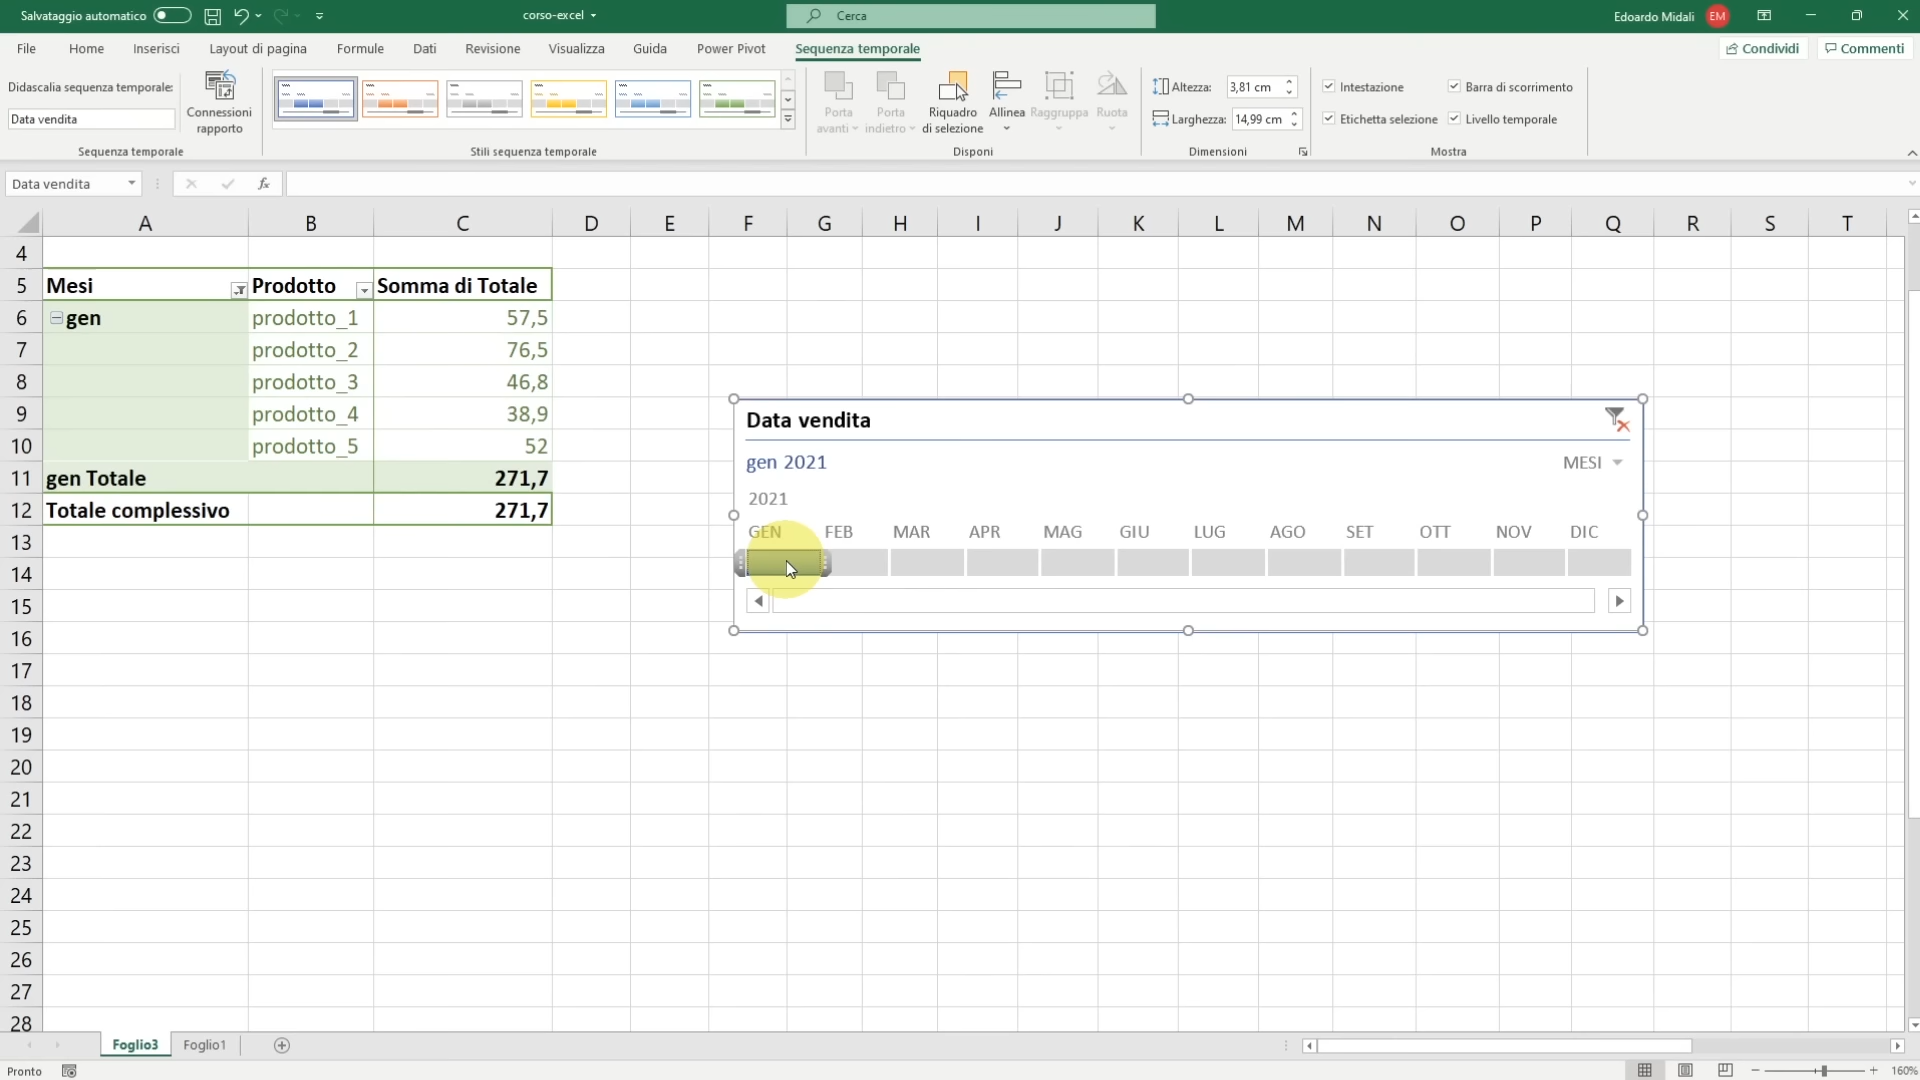 Salvataggio automatico
corso-excel
Cerca
Edoardo Midali
EM
File
Home
Inserisci
Layout di pagina
Formule
Dati
Revisione
Visualizza
Guida
Power Pivot
Sequenza temporale
Condividi
Commenti
Didascalia sequenza temporale:
Data vendita
Connessioni
rapporto
Sequenza temporale
Stili sequenza temporale
Porta
avanti
Porta
indietro
Riquadro
di selezione
Allinea
Raggruppa
Ruota
Disponi
Altezza:
3,81 cm
Larghezza:
14,99 cm
Dimensioni
Intestazione
Barra di scorrimento
Etichetta selezione
Livello temporale
Mostra
Data vendita
fx
A B C D E F G H I J K L M N O P Q R S T
4
5 Mesi Prodotto Somma di Totale
6 gen prodotto_1 57,5
7 prodotto_2 76,5
8 prodotto_3 46,8
9 prodotto_4 38,9
10 prodotto_5 52
11 gen Totale 271,7
12 Totale complessivo 271,7
13
14
15
16
17
18
19
20
21
22
23
24
25
26
27
28
Data vendita
gen 2021
MESI
2021
GEN FEB MAR APR MAG GIU LUG AGO SET OTT NOV DIC
Foglio3
Foglio1
Pronto
160%